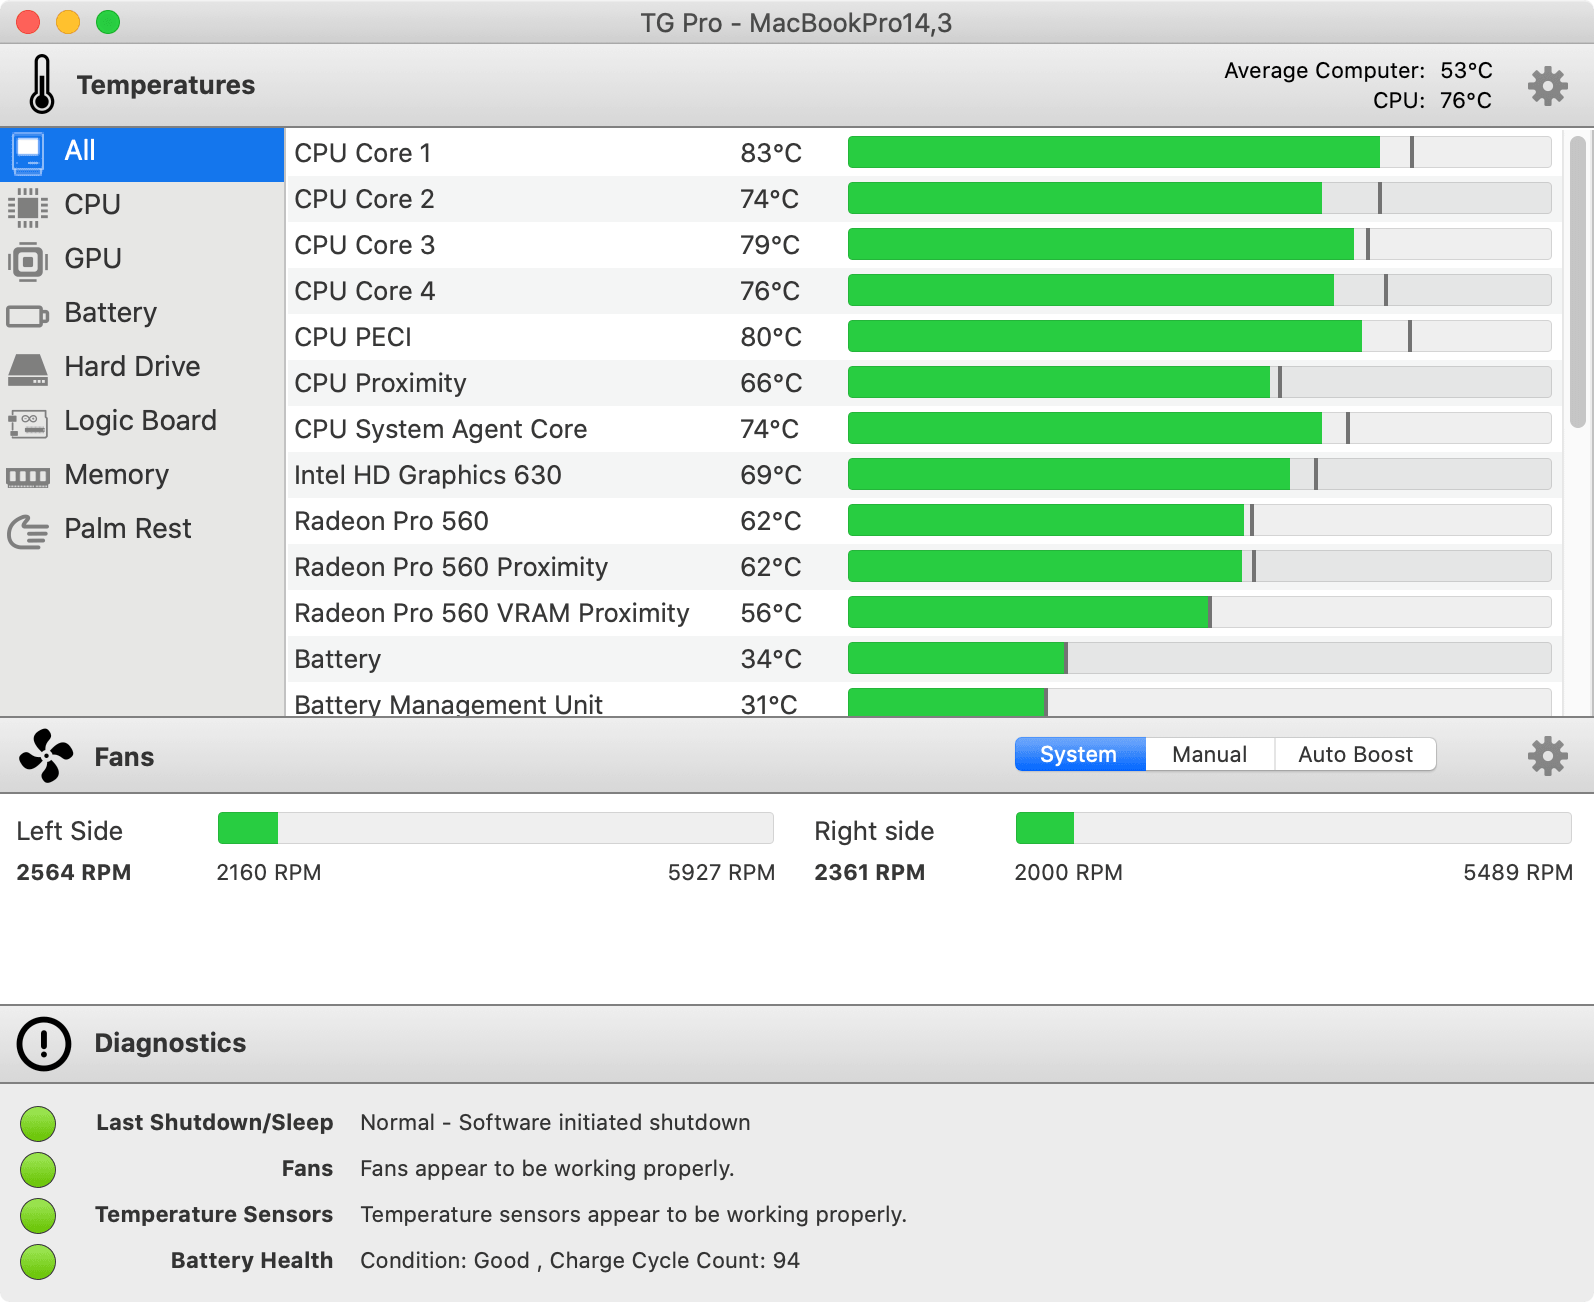 TG Pro - MacBookPro14,3
Temperatures
Average Computer: 53°C
CPU: 76°C
All
CPU
GPU
Battery
Hard Drive
Logic Board
Memory
Palm Rest
CPU Core 1 83°C
CPU Core 2 74°C
CPU Core 3 79°C
CPU Core 4 76°C
CPU PECI 80°C
CPU Proximity 66°C
CPU System Agent Core 74°C
Intel HD Graphics 630 69°C
Radeon Pro 560 62°C
Radeon Pro 560 Proximity 62°C
Radeon Pro 560 VRAM Proximity 56°C
Battery 34°C
Battery Management Unit 31°C
Fans
System Manual Auto Boost
Left Side
2564 RPM 2160 RPM 5927 RPM
Right side
2361 RPM 2000 RPM 5489 RPM
Diagnostics
Last Shutdown/Sleep Normal - Software initiated shutdown
Fans Fans appear to be working properly.
Temperature Sensors Temperature sensors appear to be working properly.
Battery Health Condition: Good , Charge Cycle Count: 94